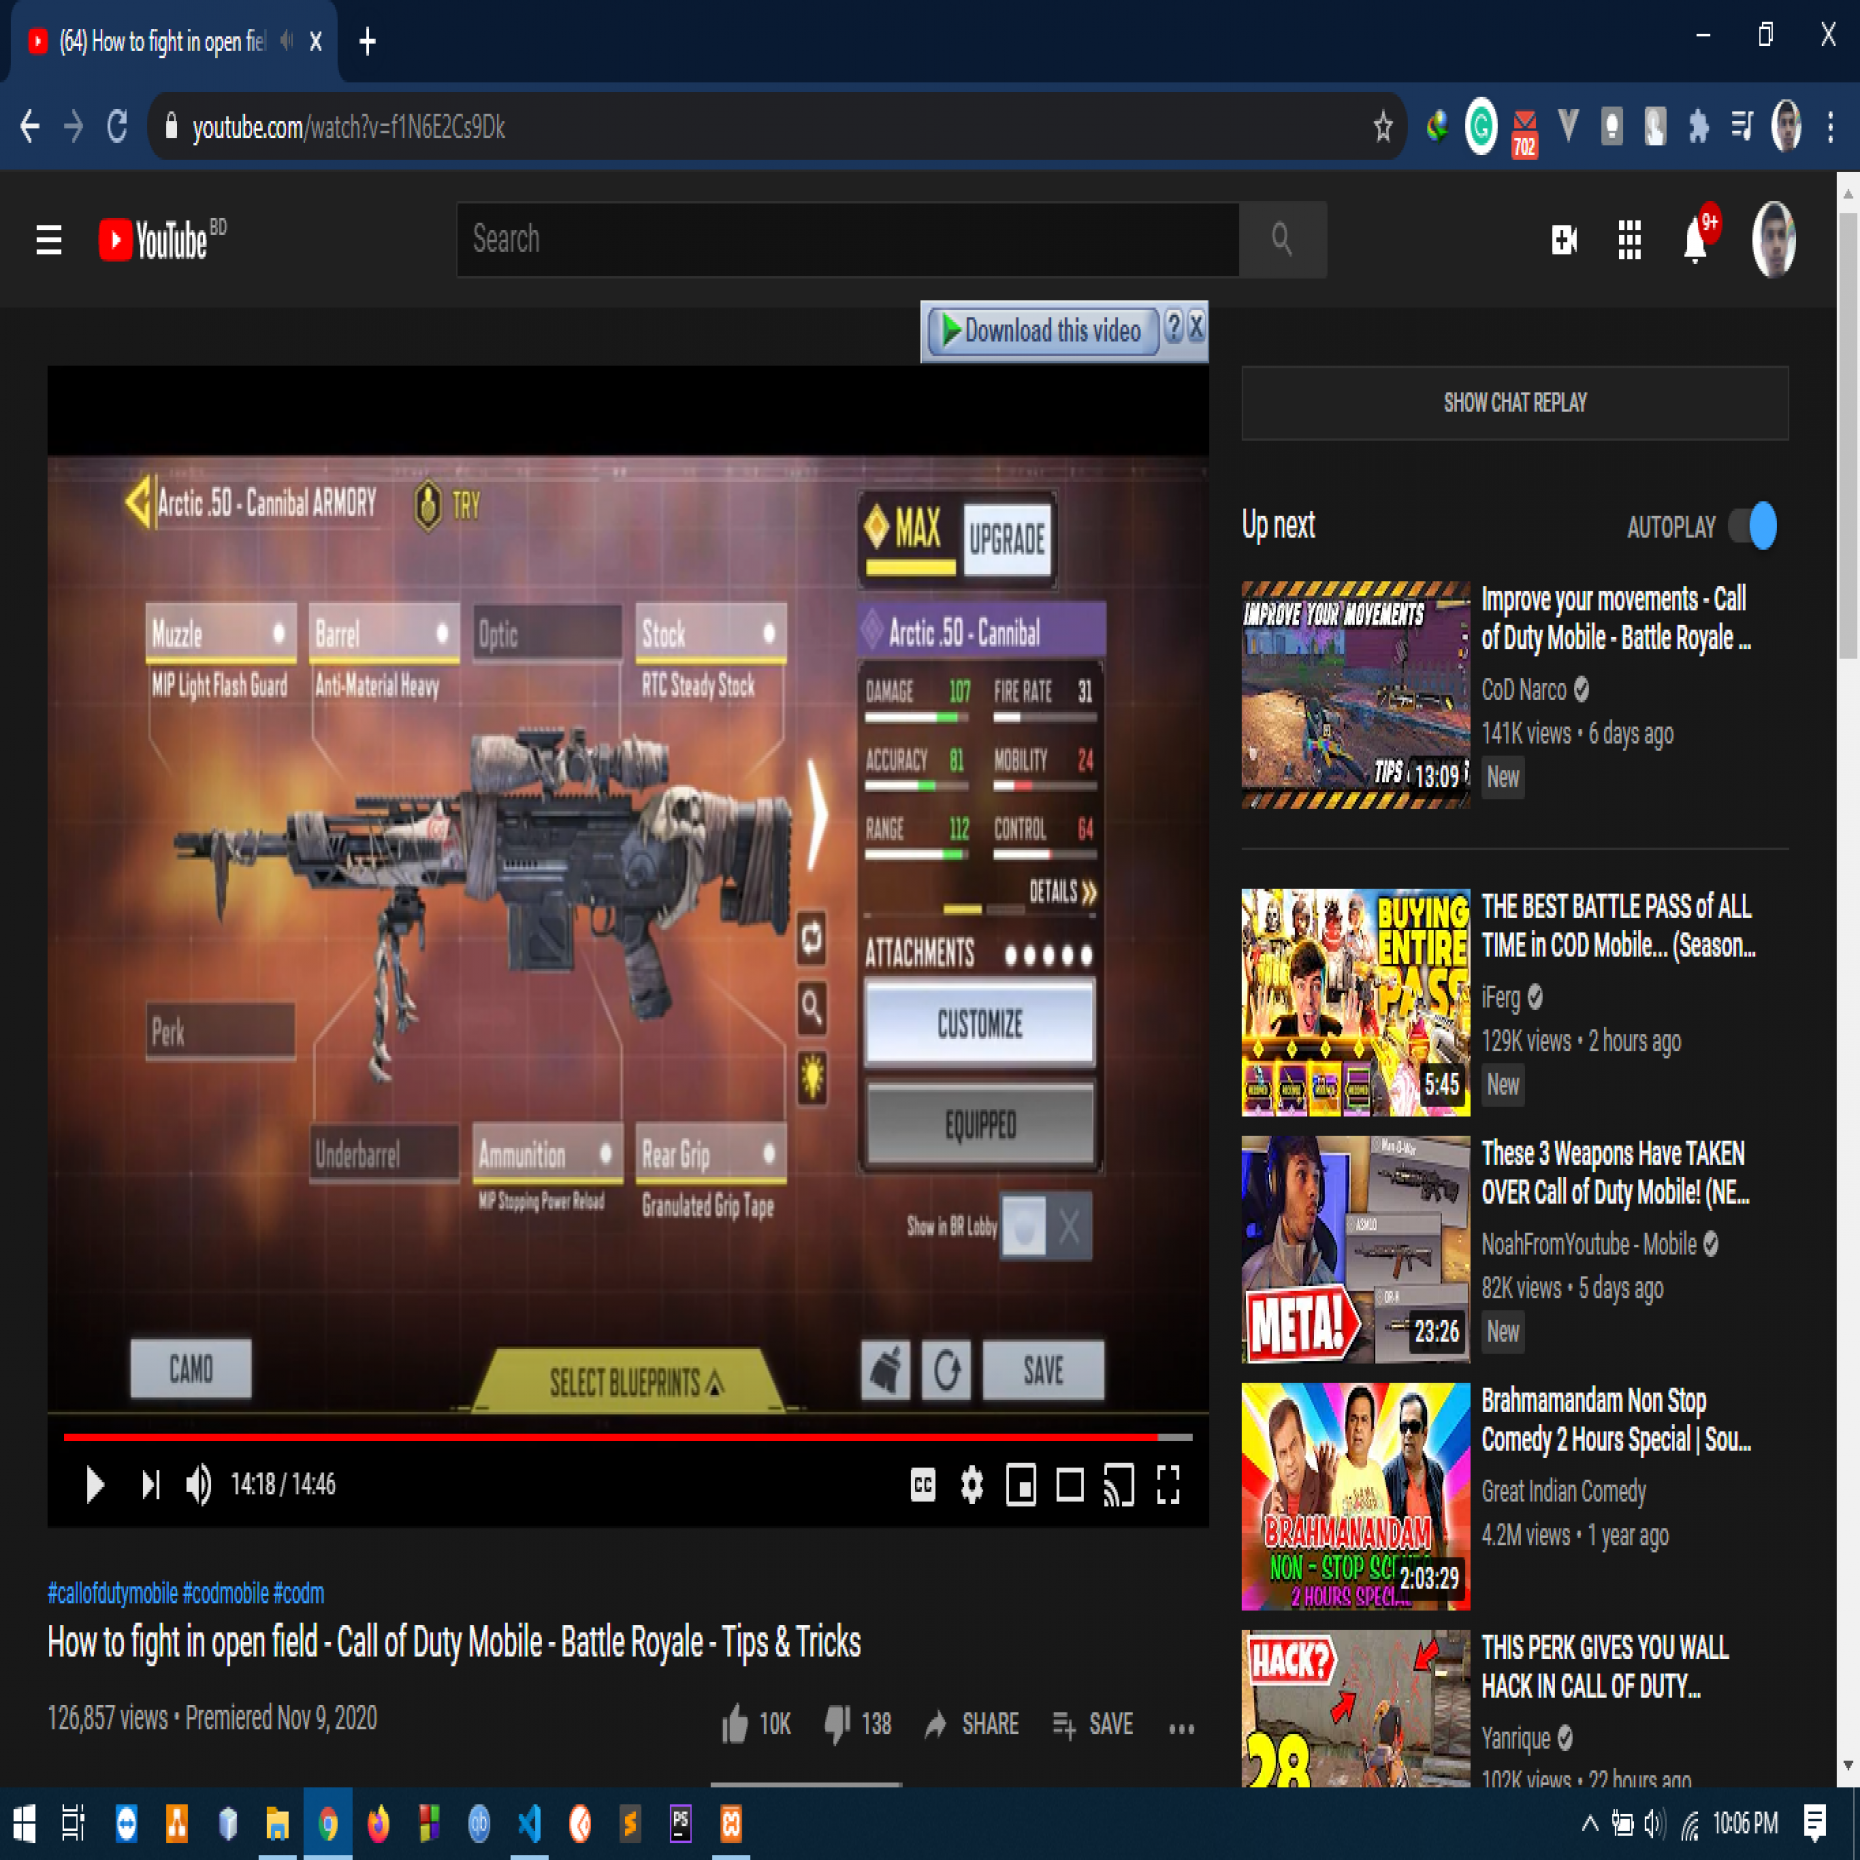 (64) How to fight in open fiel
youtube.com/watch?v=f1N6E2Cs9Dk
702
YouTube BD
Search
9+
Download this video ? X
SHOW CHAT REPLAY
Arctic .50 - Cannibal ARMORY
TRY
MAX
UPGRADE
Muzzle
MIP Light Flash Guard
Barrel
Anti-Material Heavy
Optic
Stock
RTC Steady Stock
Arctic .50 - Cannibal
DAMAGE 107 FIRE RATE 31
ACCURACY 81 MOBILITY 24
RANGE 112 CONTROL 64
DETAILS
ATTACHMENTS
CUSTOMIZE
EQUIPPED
Perk
Underbarrel
Ammunition
MIP Stopping Power Reload
Rear Grip
Granulated Grip Tape
Show in BR Lobby
CAMO
SELECT BLUEPRINTS
SAVE
14:18 / 14:46
CC
#callofdutymobile #codmobile #codm
How to fight in open field - Call of Duty Mobile - Battle Royale - Tips & Tricks
126,857 views • Premiered Nov 9, 2020
10K 138 SHARE SAVE
Up next
AUTOPLAY
IMPROVE YOUR MOVEMENTS
TIPS
13:09
Improve your movements - Call
of Duty Mobile - Battle Royale ...
CoD Narco
141K views • 6 days ago
New
BUYING
ENTIRE
PASS
5:45
THE BEST BATTLE PASS of ALL
TIME in COD Mobile... (Season...
iFerg
129K views • 2 hours ago
New
Man-O-War
ASM10
DR-H
META!
23:26
These 3 Weapons Have TAKEN
OVER Call of Duty Mobile! (NE...
NoahFromYoutube - Mobile
82K views • 5 days ago
New
BRAHMANANDAM
NON - STOP SCENES
2 HOURS SPECIAL
2:03:29
Brahmamandam Non Stop
Comedy 2 Hours Special | Sou...
Great Indian Comedy
4.2M views • 1 year ago
HACK?
28
THIS PERK GIVES YOU WALL
HACK IN CALL OF DUTY...
Yanrique
102K views • 22 hours ago
qb
PS
10:06 PM